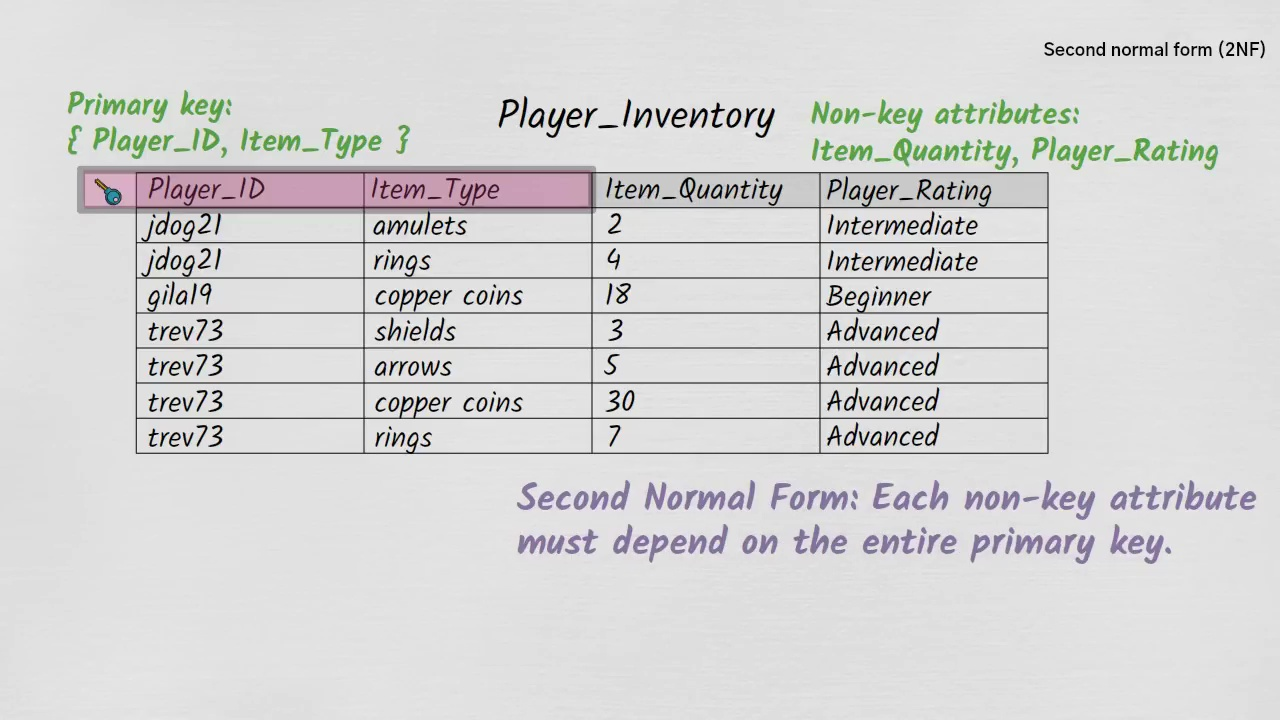 Second normal form (2NF)
Primary key:
{ Player_ID, Item_Type }
Player_Inventory
Non-key attributes:
Item_Quantity, Player_Rating
Player_ID Item_Type Item_Quantity Player_Rating
jdog21 amulets 2 Intermediate
jdog21 rings 4 Intermediate
gila19 copper coins 18 Beginner
trev73 shields 3 Advanced
trev73 arrows 5 Advanced
trev73 copper coins 30 Advanced
trev73 rings 7 Advanced
Second Normal Form: Each non-key attribute
must depend on the entire primary key.